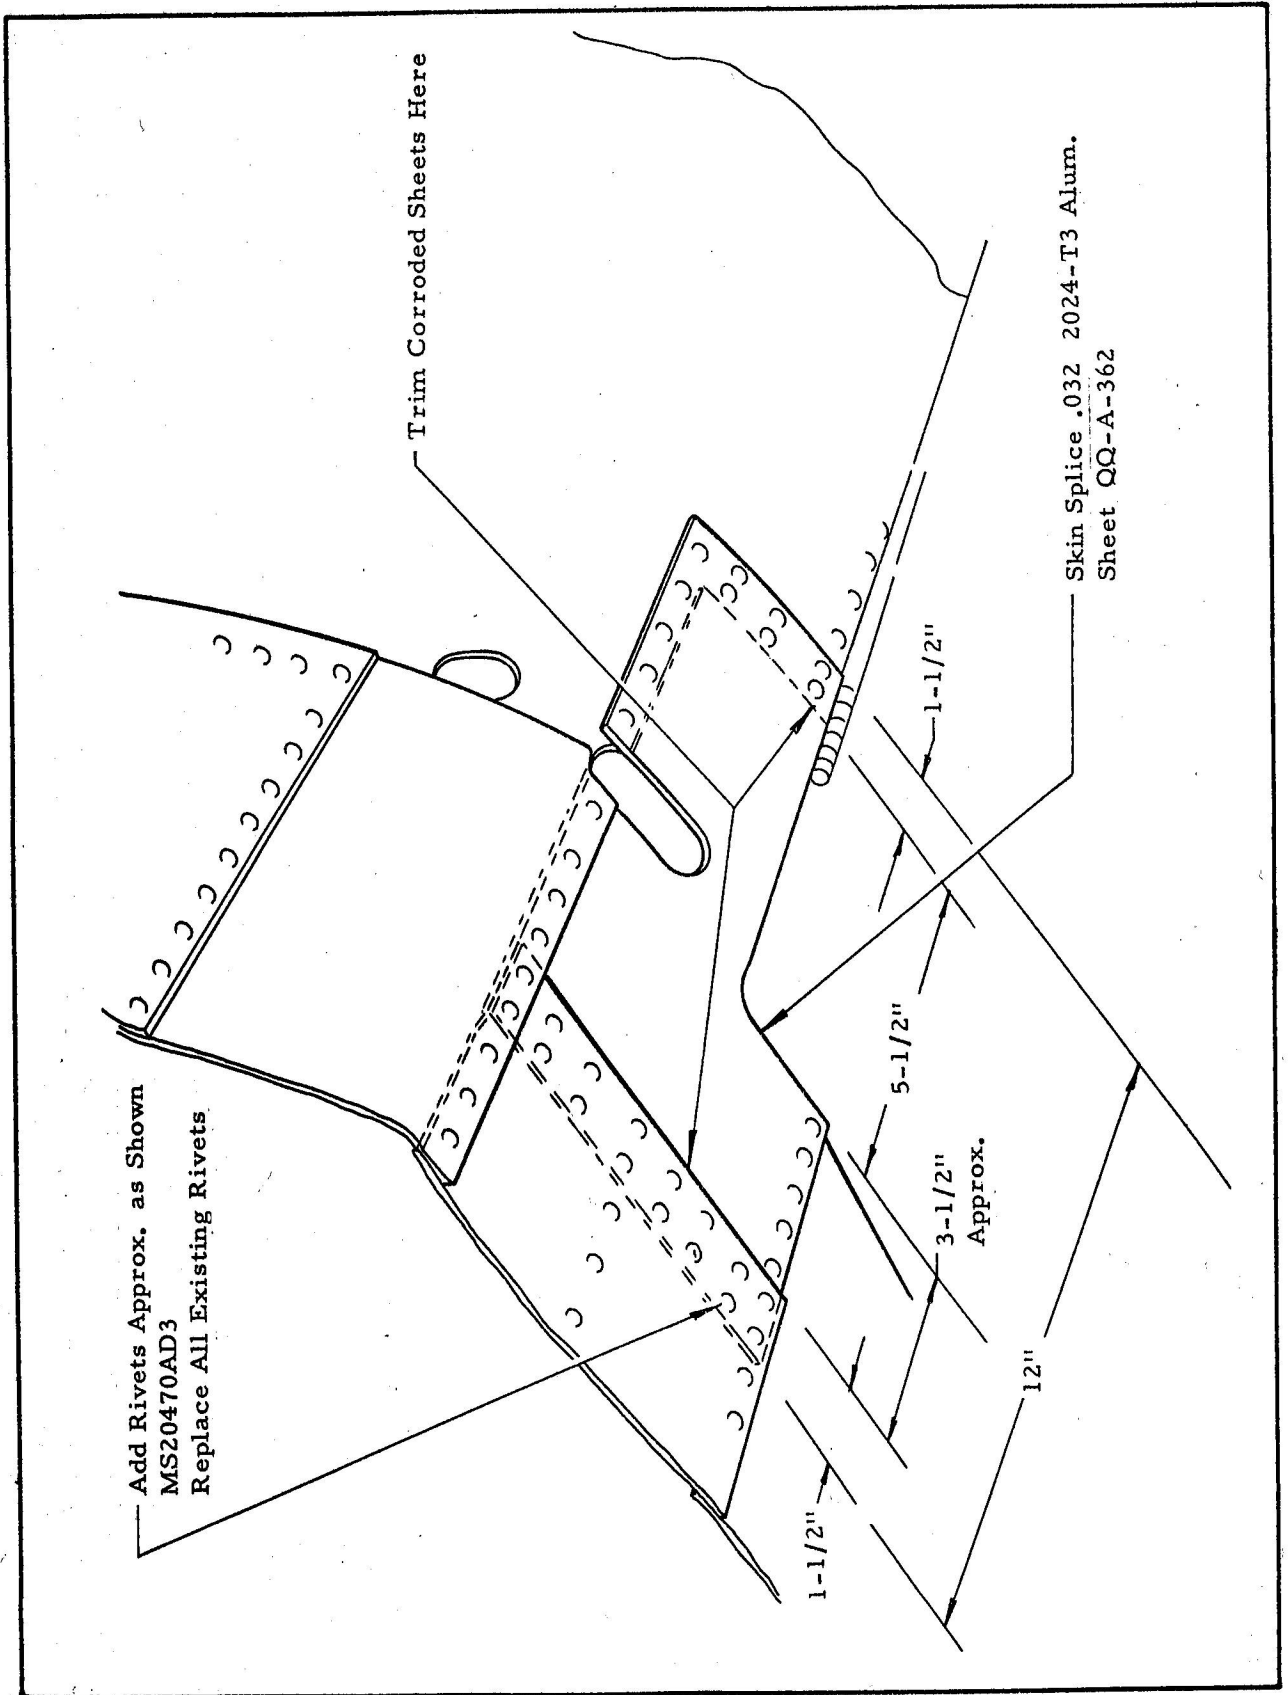 Add Rivets Approx. as Shown
MS20470AD3
Replace All Existing Rivets
Trim Corroded Sheets Here
Skin Splice .032 2024-T3 Alum.
Sheet QQ-A-362
1-1/2"
5-1/2"
3-1/2"
Approx.
1-1/2"
12"